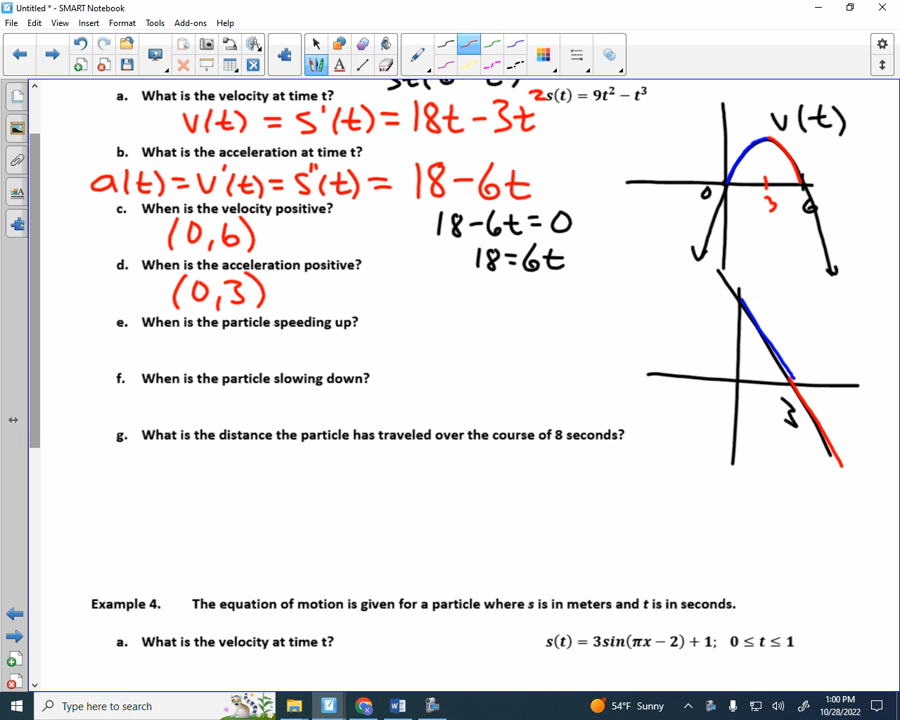 Untitled * - SMART Notebook
File Edit View Insert Format Tools Add-ons Help
a. What is the velocity at time t? s(t) = 9t² − t³
v(t) = s'(t) = 18t - 3t²
v(t)
b. What is the acceleration at time t?
a(t) = v'(t) = s"(t) = 18 - 6t
0 3 6
c. When is the velocity positive?
18 - 6t = 0
(0,6)
18 = 6t
d. When is the acceleration positive?
(0,3)
e. When is the particle speeding up?
f. When is the particle slowing down?
3
g. What is the distance the particle has traveled over the course of 8 seconds?
Example 4. The equation of motion is given for a particle where s is in meters and t is in seconds.
a. What is the velocity at time t? s(t) = 3sin(πx − 2) + 1; 0 ≤ t ≤ 1
Type here to search
54°F Sunny
1:00 PM
10/28/2022